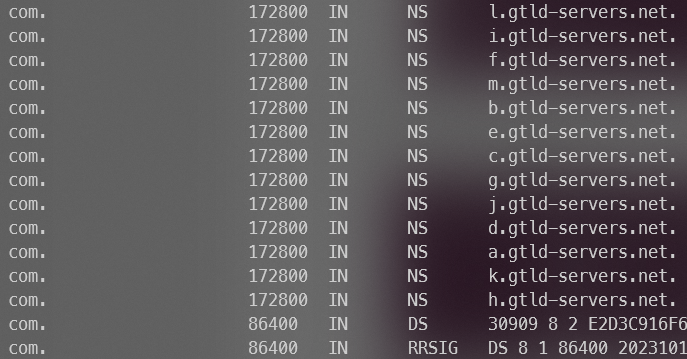 com. 172800 IN NS l.gtld-servers.net.
com. 172800 IN NS i.gtld-servers.net.
com. 172800 IN NS f.gtld-servers.net.
com. 172800 IN NS m.gtld-servers.net.
com. 172800 IN NS b.gtld-servers.net.
com. 172800 IN NS e.gtld-servers.net.
com. 172800 IN NS c.gtld-servers.net.
com. 172800 IN NS g.gtld-servers.net.
com. 172800 IN NS j.gtld-servers.net.
com. 172800 IN NS d.gtld-servers.net.
com. 172800 IN NS a.gtld-servers.net.
com. 172800 IN NS k.gtld-servers.net.
com. 172800 IN NS h.gtld-servers.net.
com. 86400 IN DS 30909 8 2 E2D3C916F6
com. 86400 IN RRSIG DS 8 1 86400 2023101